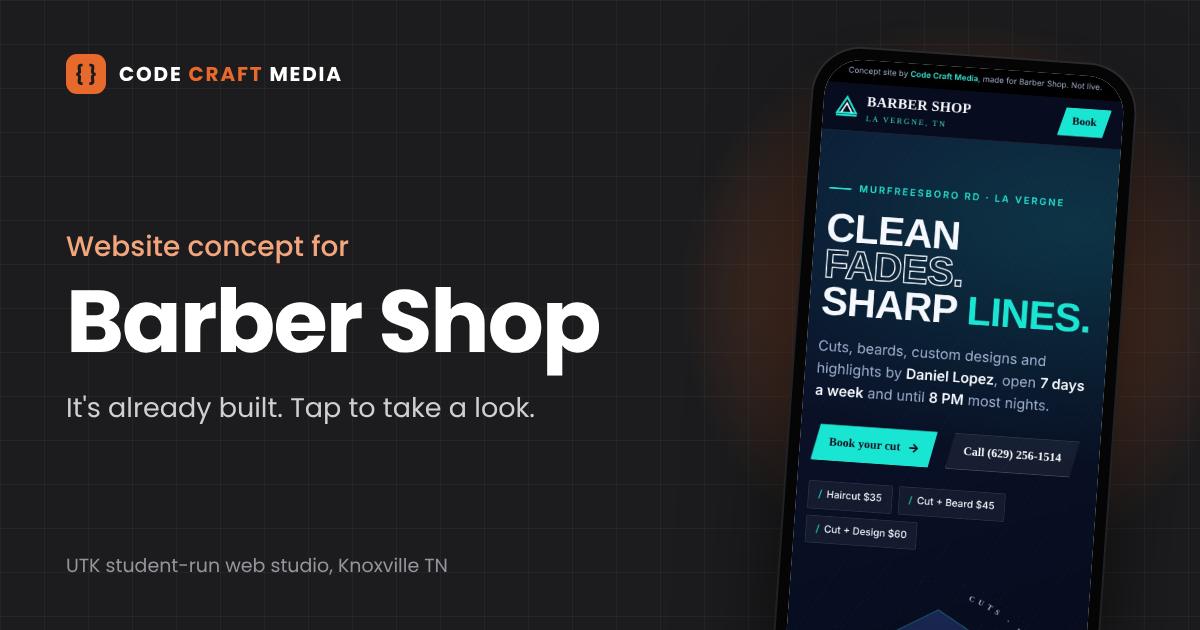 { } CODE CRAFT MEDIA
Website concept for
Barber Shop
It's already built. Tap to take a look.
UTK student-run web studio, Knoxville TN
Concept site by Code Craft Media, made for Barber Shop. Not live.
BARBER SHOP
LA VERGNE, TN
Book
MURFREESBORO RD · LA VERGNE
CLEAN
FADES.
SHARP LINES.
Cuts, beards, custom designs and
highlights by Daniel Lopez, open 7 days
a week and until 8 PM most nights.
Book your cut →
Call (629) 256-1514
/ Haircut $35
/ Cut + Beard $45
/ Cut + Design $60
CUTS ·